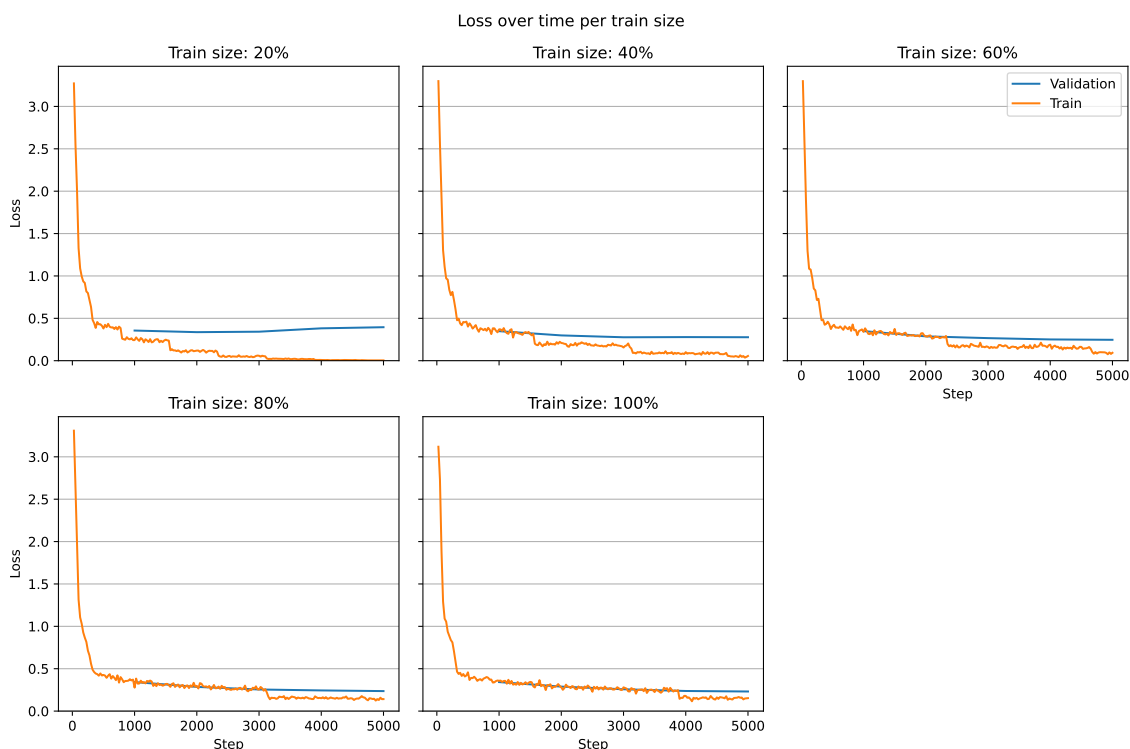 Loss over time per train size
Train size: 20%
Train size: 40%
Train size: 60%
Loss
3.0
2.5
2.0
1.5
1.0
0.5
0.0
Validation
Train
0 1000 2000 3000 4000 5000
Step
Train size: 80%
Train size: 100%
Loss
3.0
2.5
2.0
1.5
1.0
0.5
0.0
0 1000 2000 3000 4000 5000
Step
0 1000 2000 3000 4000 5000
Step